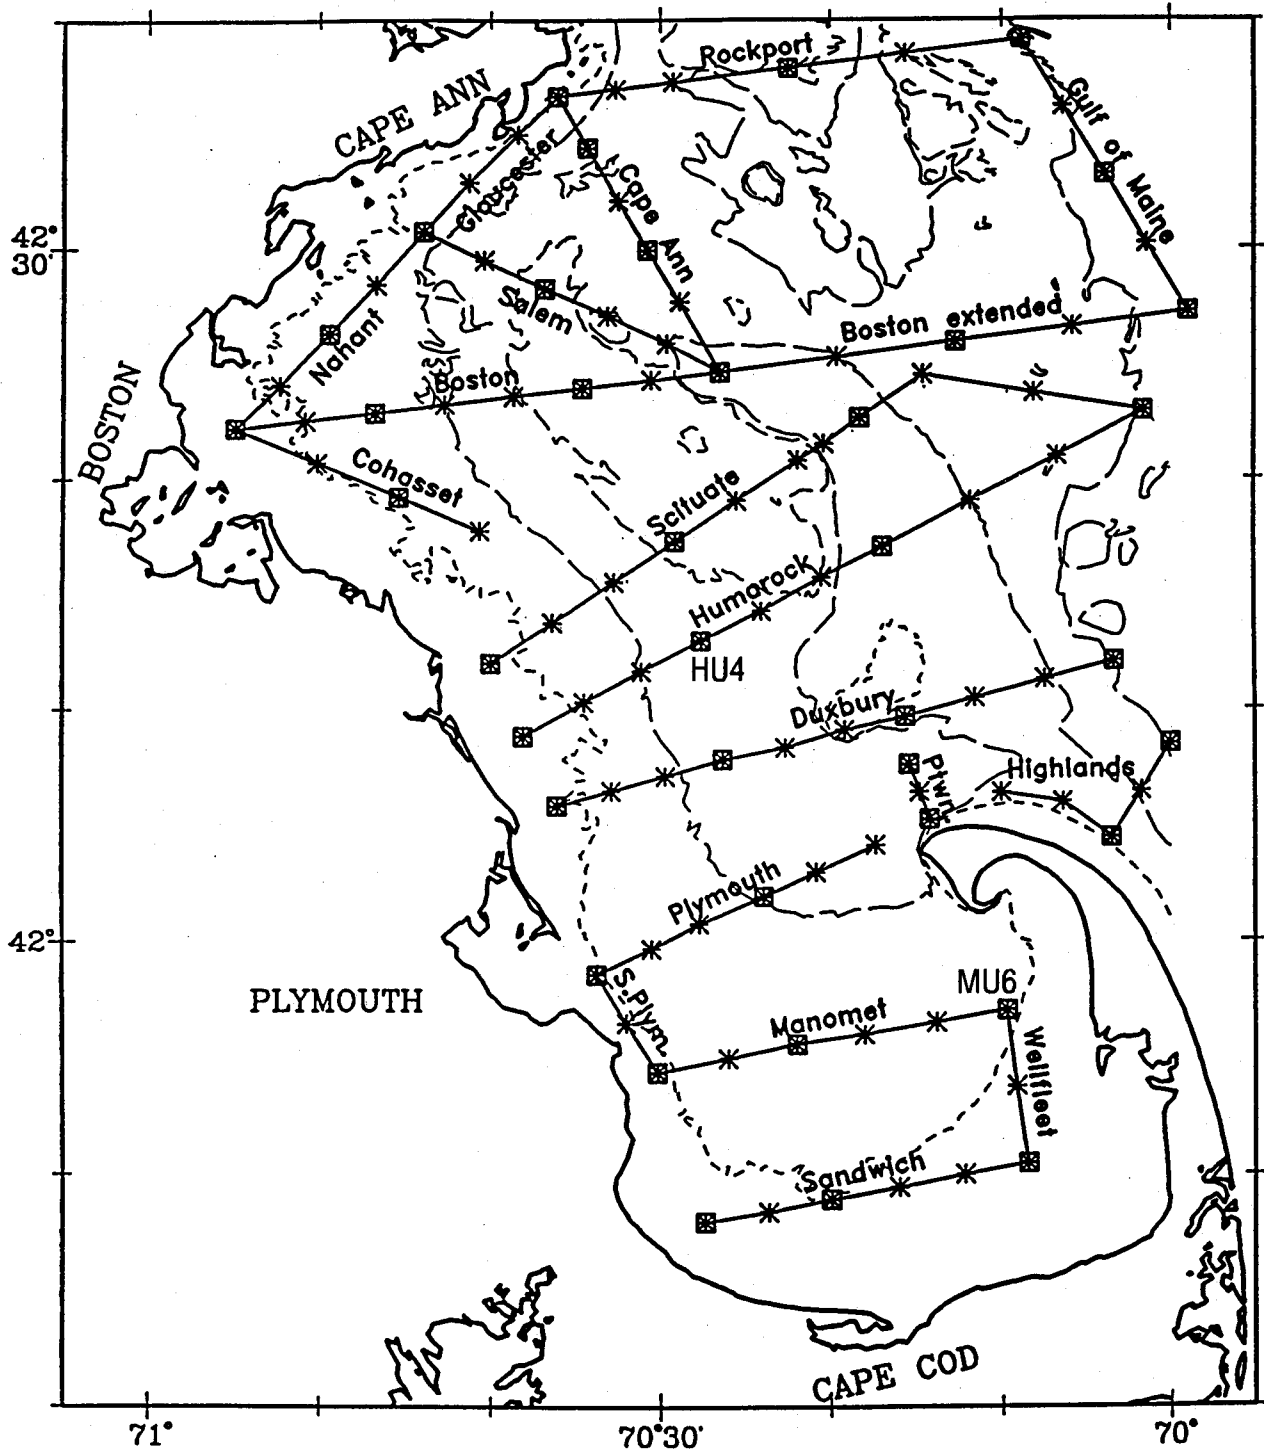 Rockport
CAPE ANN
Gulf of Maine
Gloucester
Cape Ann
42°
30'
Salem
Boston extended
Nahant
Boston
BOSTON
Cohasset
Scituate
Humorock
HU4
Duxbury
Ptwn
Highlands
Plymouth
42°
S. Plym
MU6
PLYMOUTH
Manomet
Wellfleet
Sandwich
CAPE COD
71°
70°30'
70°